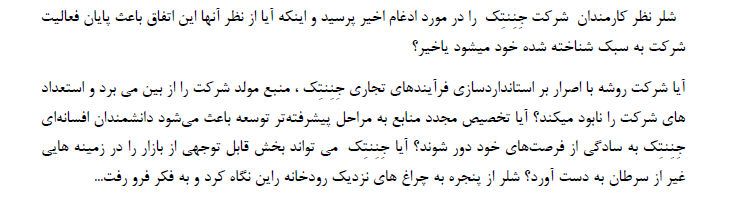 شلر نظر کارمندان شرکت جِنِنتِک را در مورد ادغام اخیر پرسید و اینکه آیا از نظر آنها این اتفاق باعث پایان فعالیت
شرکت به سبک شناخته شده خود میشود یاخیر؟
آیا شرکت روشه با اصرار بر استانداردسازی فرآیندهای تجاری جِنِنتِک ، منبع مولد شرکت را از بین می برد و استعداد
های شرکت را نابود میکند؟ آیا تخصیص مجدد منابع به مراحل پیشرفته‌تر توسعه باعث می‌شود دانشمندان افسانه‌ای
جِنِنتِک به سادگی از فرصت‌های خود دور شوند؟ آیا جِنِنتِک می تواند بخش قابل توجهی از بازار را در زمینه هایی
غیر از سرطان به دست آورد؟ شلر از پنجره به چراغ های نزدیک رودخانه راین نگاه کرد و به فکر فرو رفت...